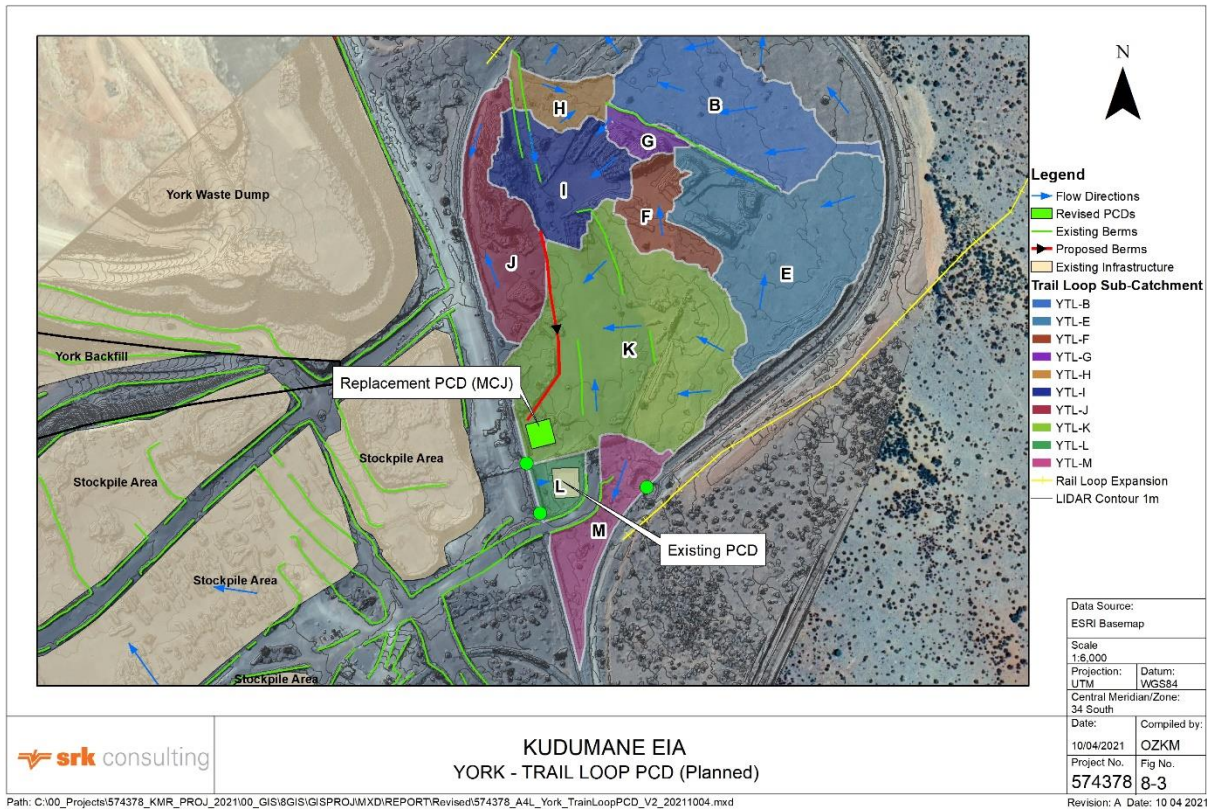 H
B
G
York Waste Dump
I
F
J
E
K
York Backfill
Replacement PCD (MCJ)
Stockpile Area
Stockpile Area
L
M
Existing PCD
Stockpile Area
Stockpile Area
N
Legend
Flow Directions
Revised PCDs
Existing Berms
Proposed Berms
Existing Infrastructure
Trail Loop Sub-Catchment
YTL-B
YTL-E
YTL-F
YTL-G
YTL-H
YTL-I
YTL-J
YTL-K
YTL-L
YTL-M
Rail Loop Expansion
LIDAR Contour 1m
Data Source:
ESRI Basemap
Scale
1:6,000
Projection: Datum:
UTM WGS84
Central Meridian/Zone:
34 South
Date: Compiled by:
10/04/2021 OZKM
Project No. Fig No.
574378 8-3
srk consulting
KUDUMANE EIA
YORK - TRAIL LOOP PCD (Planned)
Path: C:\00_Projects\574378_KMR_PROJ_2021\00_GIS\8GIS\GISPROJ\MXD\REPORT\Revised\574378_A4L_York_TrainLoopPCD_V2_20211004.mxd
Revision: A Date: 10 04 2021